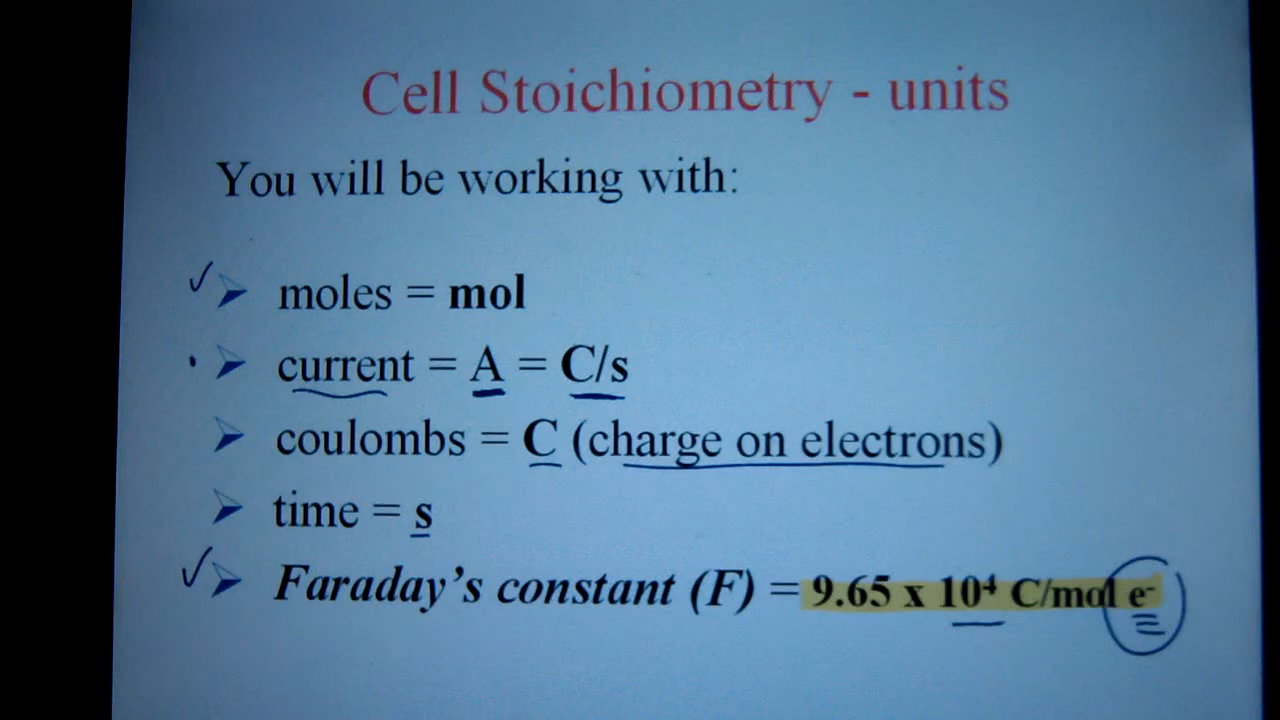 Cell Stoichiometry - units
You will be working with:
✓➢ moles = mol
• ➢ current = A = C/s
➢ coulombs = C (charge on electrons)
➢ time = s
✓➢ Faraday's constant (F) = 9.65 x 10⁴ C/mol e⁻